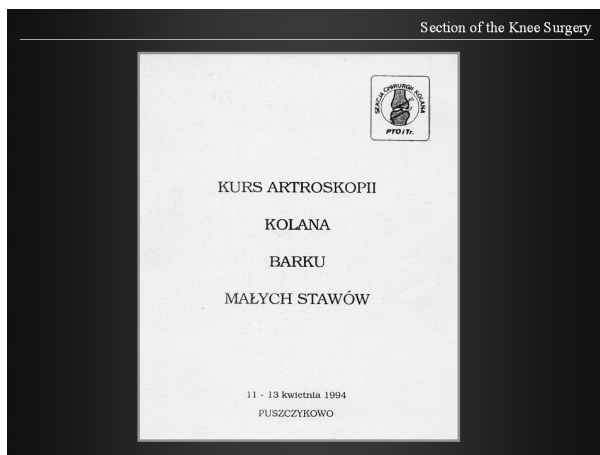 Section of the Knee Surgery
SEKCJA CHIRURGII KOLANA
PTO i Tr.
KURS ARTROSKOPII
KOLANA
BARKU
MAŁYCH STAWÓW
11 - 13 kwietnia 1994
PUSZCZYKOWO